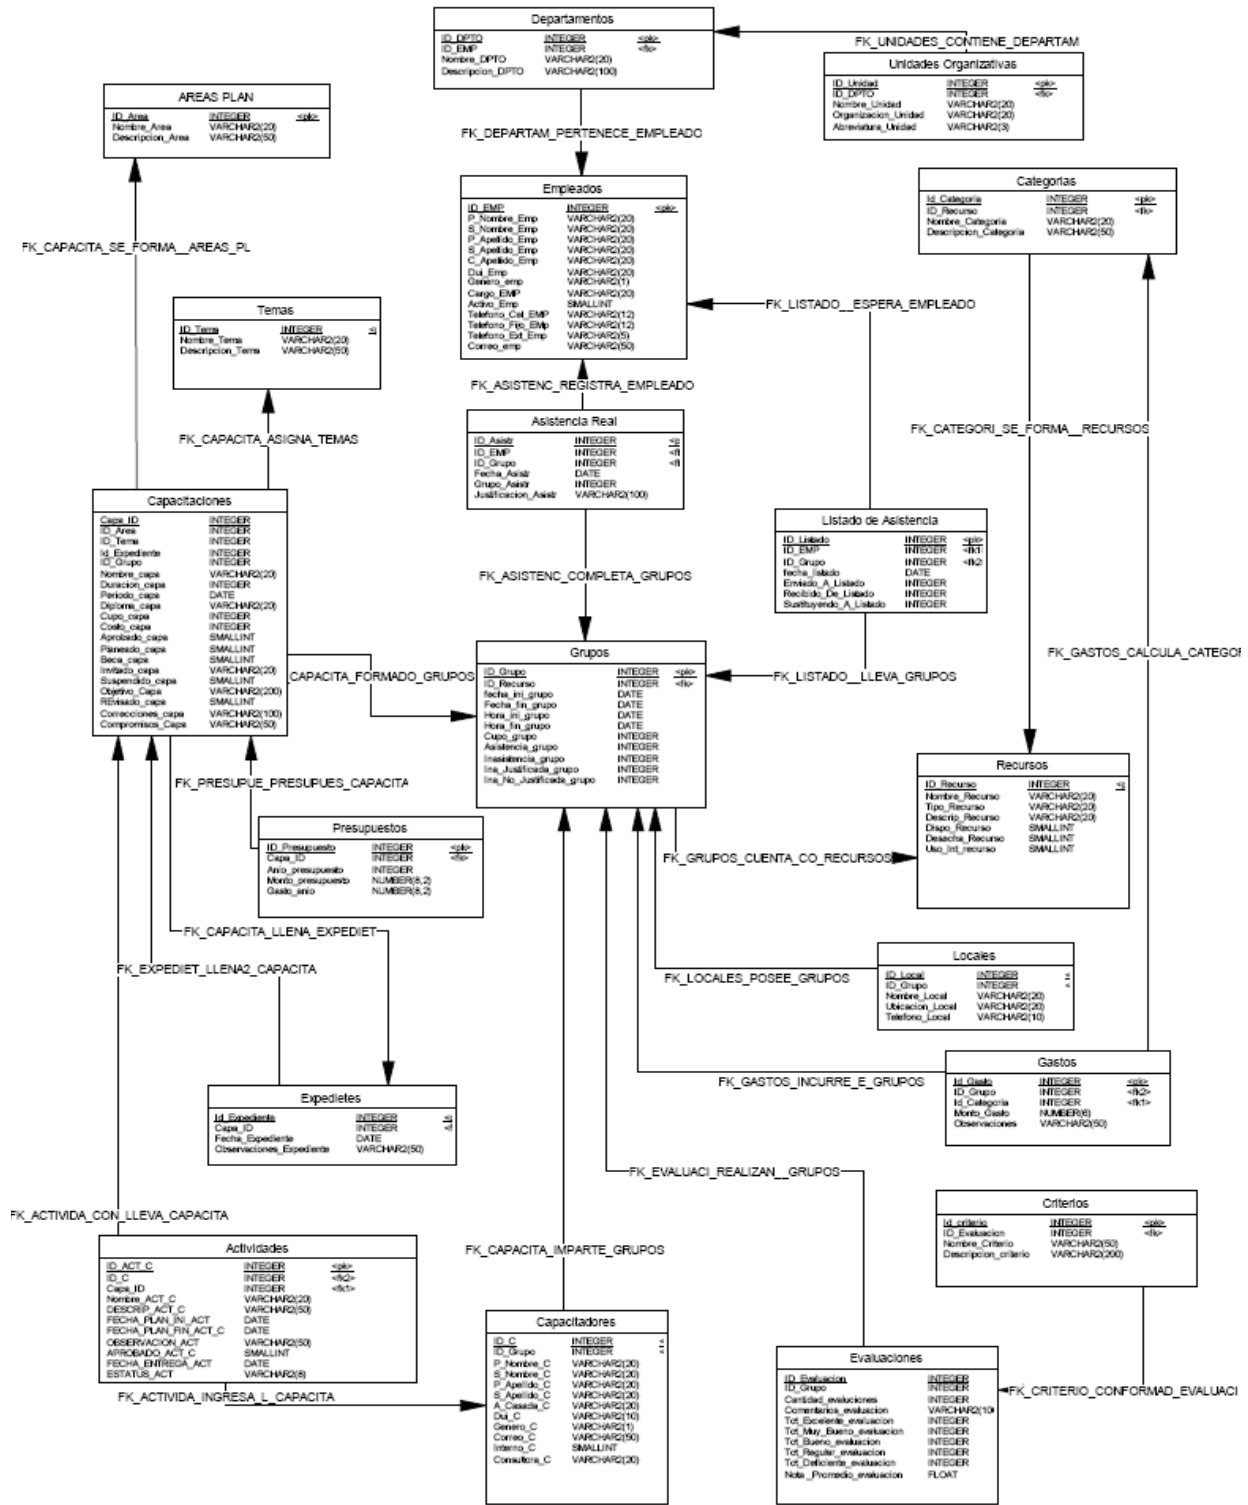 Departamentos
ID_DPTO INTEGER <pk>
ID_EMP INTEGER <fk>
Nombre_DPTO VARCHAR2(20)
Descripcion_DPTO VARCHAR2(100)
FK_UNIDADES_CONTIENE_DEPARTAM
Unidades Organizativas
ID_Unidad INTEGER <pk>
ID_DPTO INTEGER <fk>
Nombre_Unidad VARCHAR2(20)
Organizacion_Unidad VARCHAR2(20)
Abreviatura_Unidad VARCHAR2(3)
AREAS PLAN
ID_Area INTEGER <pk>
Nombre_Area VARCHAR2(20)
Descripcion_Area VARCHAR2(50)
FK_DEPARTAM_PERTENECE_EMPLEADO
Empleados
ID_EMP INTEGER <pk>
P_Nombre_Emp VARCHAR2(20)
S_Nombre_Emp VARCHAR2(20)
P_Apellido_Emp VARCHAR2(20)
S_Apellido_Emp VARCHAR2(20)
C_Apellido_Emp VARCHAR2(20)
Dui_Emp VARCHAR2(20)
Genero_emp VARCHAR2(1)
Cargo_EMP VARCHAR2(20)
Activo_Emp SMALLINT
Telefono_Cel_EMP VARCHAR2(12)
Telefono_Fijo_EMp VARCHAR2(12)
Telefono_Ext_Emp VARCHAR2(5)
Correo_emp VARCHAR2(50)
Categorias
Id_Categoria INTEGER <pk>
ID_Recurso INTEGER <fk>
Nombre_Categoria VARCHAR2(20)
Descripcion_Categoria VARCHAR2(50)
FK_CAPACITA_SE_FORMA__AREAS_PL
Temas
ID_Tema INTEGER
Nombre_Tema VARCHAR2(20)
Descripcion_Tema VARCHAR2(50)
FK_LISTADO__ESPERA_EMPLEADO
FK_ASISTENC_REGISTRA_EMPLEADO
FK_CAPACITA_ASIGNA_TEMAS
FK_CATEGORI_SE_FORMA__RECURSOS
Asistencia Real
ID_Asistr INTEGER
ID_EMP INTEGER
ID_Grupo INTEGER
Fecha_Asistr DATE
Grupo_Asistr INTEGER
Justificacion_Asistr VARCHAR2(100)
Capacitaciones
Capa_ID INTEGER
ID_Area INTEGER
ID_Tema INTEGER
Id_Expediente INTEGER
ID_Grupo INTEGER
Nombre_capa VARCHAR2(20)
Duracion_capa INTEGER
Periodo_capa DATE
Diploma_capa VARCHAR2(20)
Cupo_capa INTEGER
Costo_capa INTEGER
Aprobado_capa SMALLINT
Planeado_capa SMALLINT
Beca_capa SMALLINT
Invitado_capa VARCHAR2(20)
Suspendido_capa SMALLINT
Objetivo_Capa VARCHAR2(200)
REvisado_capa SMALLINT
Correcciones_capa VARCHAR2(100)
Compromisos_Capa VARCHAR2(50)
Listado de Asistencia
ID_Listado INTEGER <pk>
ID_EMP INTEGER <fk1
ID_Grupo INTEGER <fk2
fecha_listado DATE
Enviado_A_Listado INTEGER
Recibido_De_Listado INTEGER
Sustituyendo_A_Listado INTEGER
FK_ASISTENC_COMPLETA_GRUPOS
Grupos
ID_Grupo INTEGER <pk>
ID_Recurso INTEGER <fk>
fecha_ini_grupo DATE
Fecha_fin_grupo DATE
Hora_ini_grupo DATE
Hora_fin_grupo DATE
Cupo_grupo INTEGER
Asistencia_grupo INTEGER
Inasistencia_grupo INTEGER
Ina_Justificada_grupo INTEGER
Ina_No_Justificada_grupo INTEGER
FK_GASTOS_CALCULA_CATEGOR
CAPACITA_FORMADO_GRUPOS
FK_LISTADO__LLEVA_GRUPOS
Recursos
ID_Recurso INTEGER
Nombre_Recurso VARCHAR2(20)
Tipo_Recurso VARCHAR2(20)
Descrip_Recurso VARCHAR2(20)
Dispo_Recurso SMALLINT
Desecha_Recurso SMALLINT
Uso_Int_recurso SMALLINT
FK_PRESUPUE_PRESUPUES_CAPACITA
Presupuestos
ID_Presupuesto INTEGER <pk>
Capa_ID INTEGER <fk>
Anio_presupuesto INTEGER
Monto_presupuesto NUMBER(8,2)
Gasto_anio NUMBER(8,2)
FK_GRUPOS_CUENTA_CO_RECURSOS
FK_CAPACITA_LLENA_EXPEDIET
FK_EXPEDIET_LLENA2_CAPACITA
FK_LOCALES_POSEE_GRUPOS
Locales
ID_Local INTEGER
ID_Grupo INTEGER
Nombre_Local VARCHAR2(20)
Ubicacion_Local VARCHAR2(20)
Telefono_Local VARCHAR2(10)
FK_GASTOS_INCURRE_E_GRUPOS
Gastos
Id_Gasto INTEGER <pk>
ID_Grupo INTEGER <fk2>
Id_Categoria INTEGER <fk1>
Monto_Gasto NUMBER(6)
Observaciones VARCHAR2(50)
Expedietes
Id_Expediente INTEGER
Capa_ID INTEGER
Fecha_Expediente DATE
Observaciones_Expediente VARCHAR2(50)
FK_EVALUACI_REALIZAN__GRUPOS
FK_ACTIVIDA_CON_LLEVA_CAPACITA
Criterios
Id_criterio INTEGER <pk>
ID_Evaluacion INTEGER <fk>
Nombre_Criterio VARCHAR2(50)
Descripcion_criterio VARCHAR2(200)
Actividades
ID_ACT_C INTEGER <pk>
ID_C INTEGER <fk2>
Capa_ID INTEGER <fk1>
Nombre_ACT_C VARCHAR2(20)
DESCRIP_ACT_C VARCHAR2(50)
FECHA_PLAN_INI_ACT DATE
FECHA_PLAN_FIN_ACT_C DATE
OBSERVACION_ACT VARCHAR2(50)
APROBADO_ACT_C SMALLINT
FECHA_ENTREGA_ACT DATE
ESTATUS_ACT VARCHAR2(8)
FK_CAPACITA_IMPARTE_GRUPOS
Capacitadores
ID_C INTEGER
ID_Grupo INTEGER
P_Nombre_C VARCHAR2(20)
S_Nombre_C VARCHAR2(20)
P_Apellido_C VARCHAR2(20)
S_Apellido_C VARCHAR2(20)
A_Casada_C VARCHAR2(20)
Dui_C VARCHAR2(10)
Genero_C VARCHAR2(1)
Correo_C VARCHAR2(50)
Interno_C SMALLINT
Consultora_C VARCHAR2(20)
FK_ACTIVIDA_INGRESA_L_CAPACITA
Evaluaciones
ID_Evaluacion INTEGER
ID_Grupo INTEGER
Cantidad_evaluciones INTEGER
Comentarios_evaluacion VARCHAR2(10
Tot_Excelente_evaluacion INTEGER
Tot_Muy_Bueno_evaluacion INTEGER
Tot_Bueno_evaluacion INTEGER
Tot_Regular_evaluacion INTEGER
Tot_Deficiente_evaluacion INTEGER
Nota _Promedio_evaluacion FLOAT
FK_CRITERIO_CONFORMAD_EVALUACI